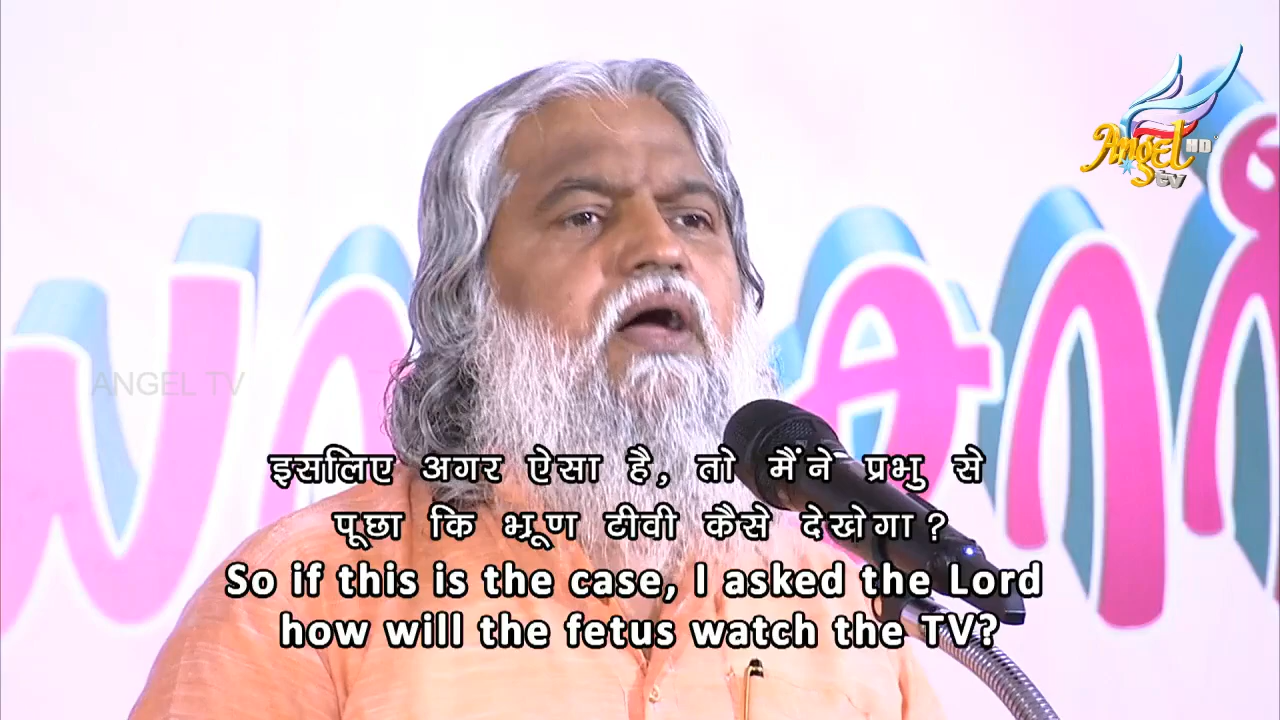 Angel HD
tv
ANGEL TV
इसलिए अगर ऐसा है, तो मैंने प्रभु से
पूछा कि भ्रूण टीवी कैसे देखेगा?
So if this is the case, I asked the Lord
how will the fetus watch the TV?